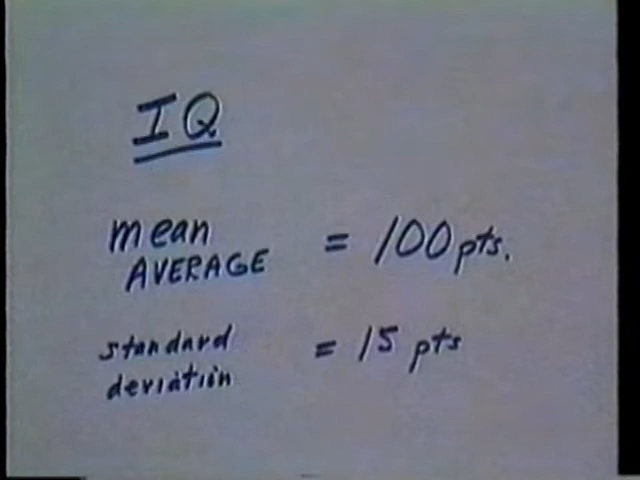 IQ
mean
AVERAGE = 100 pts.
standard
deviation = 15 pts